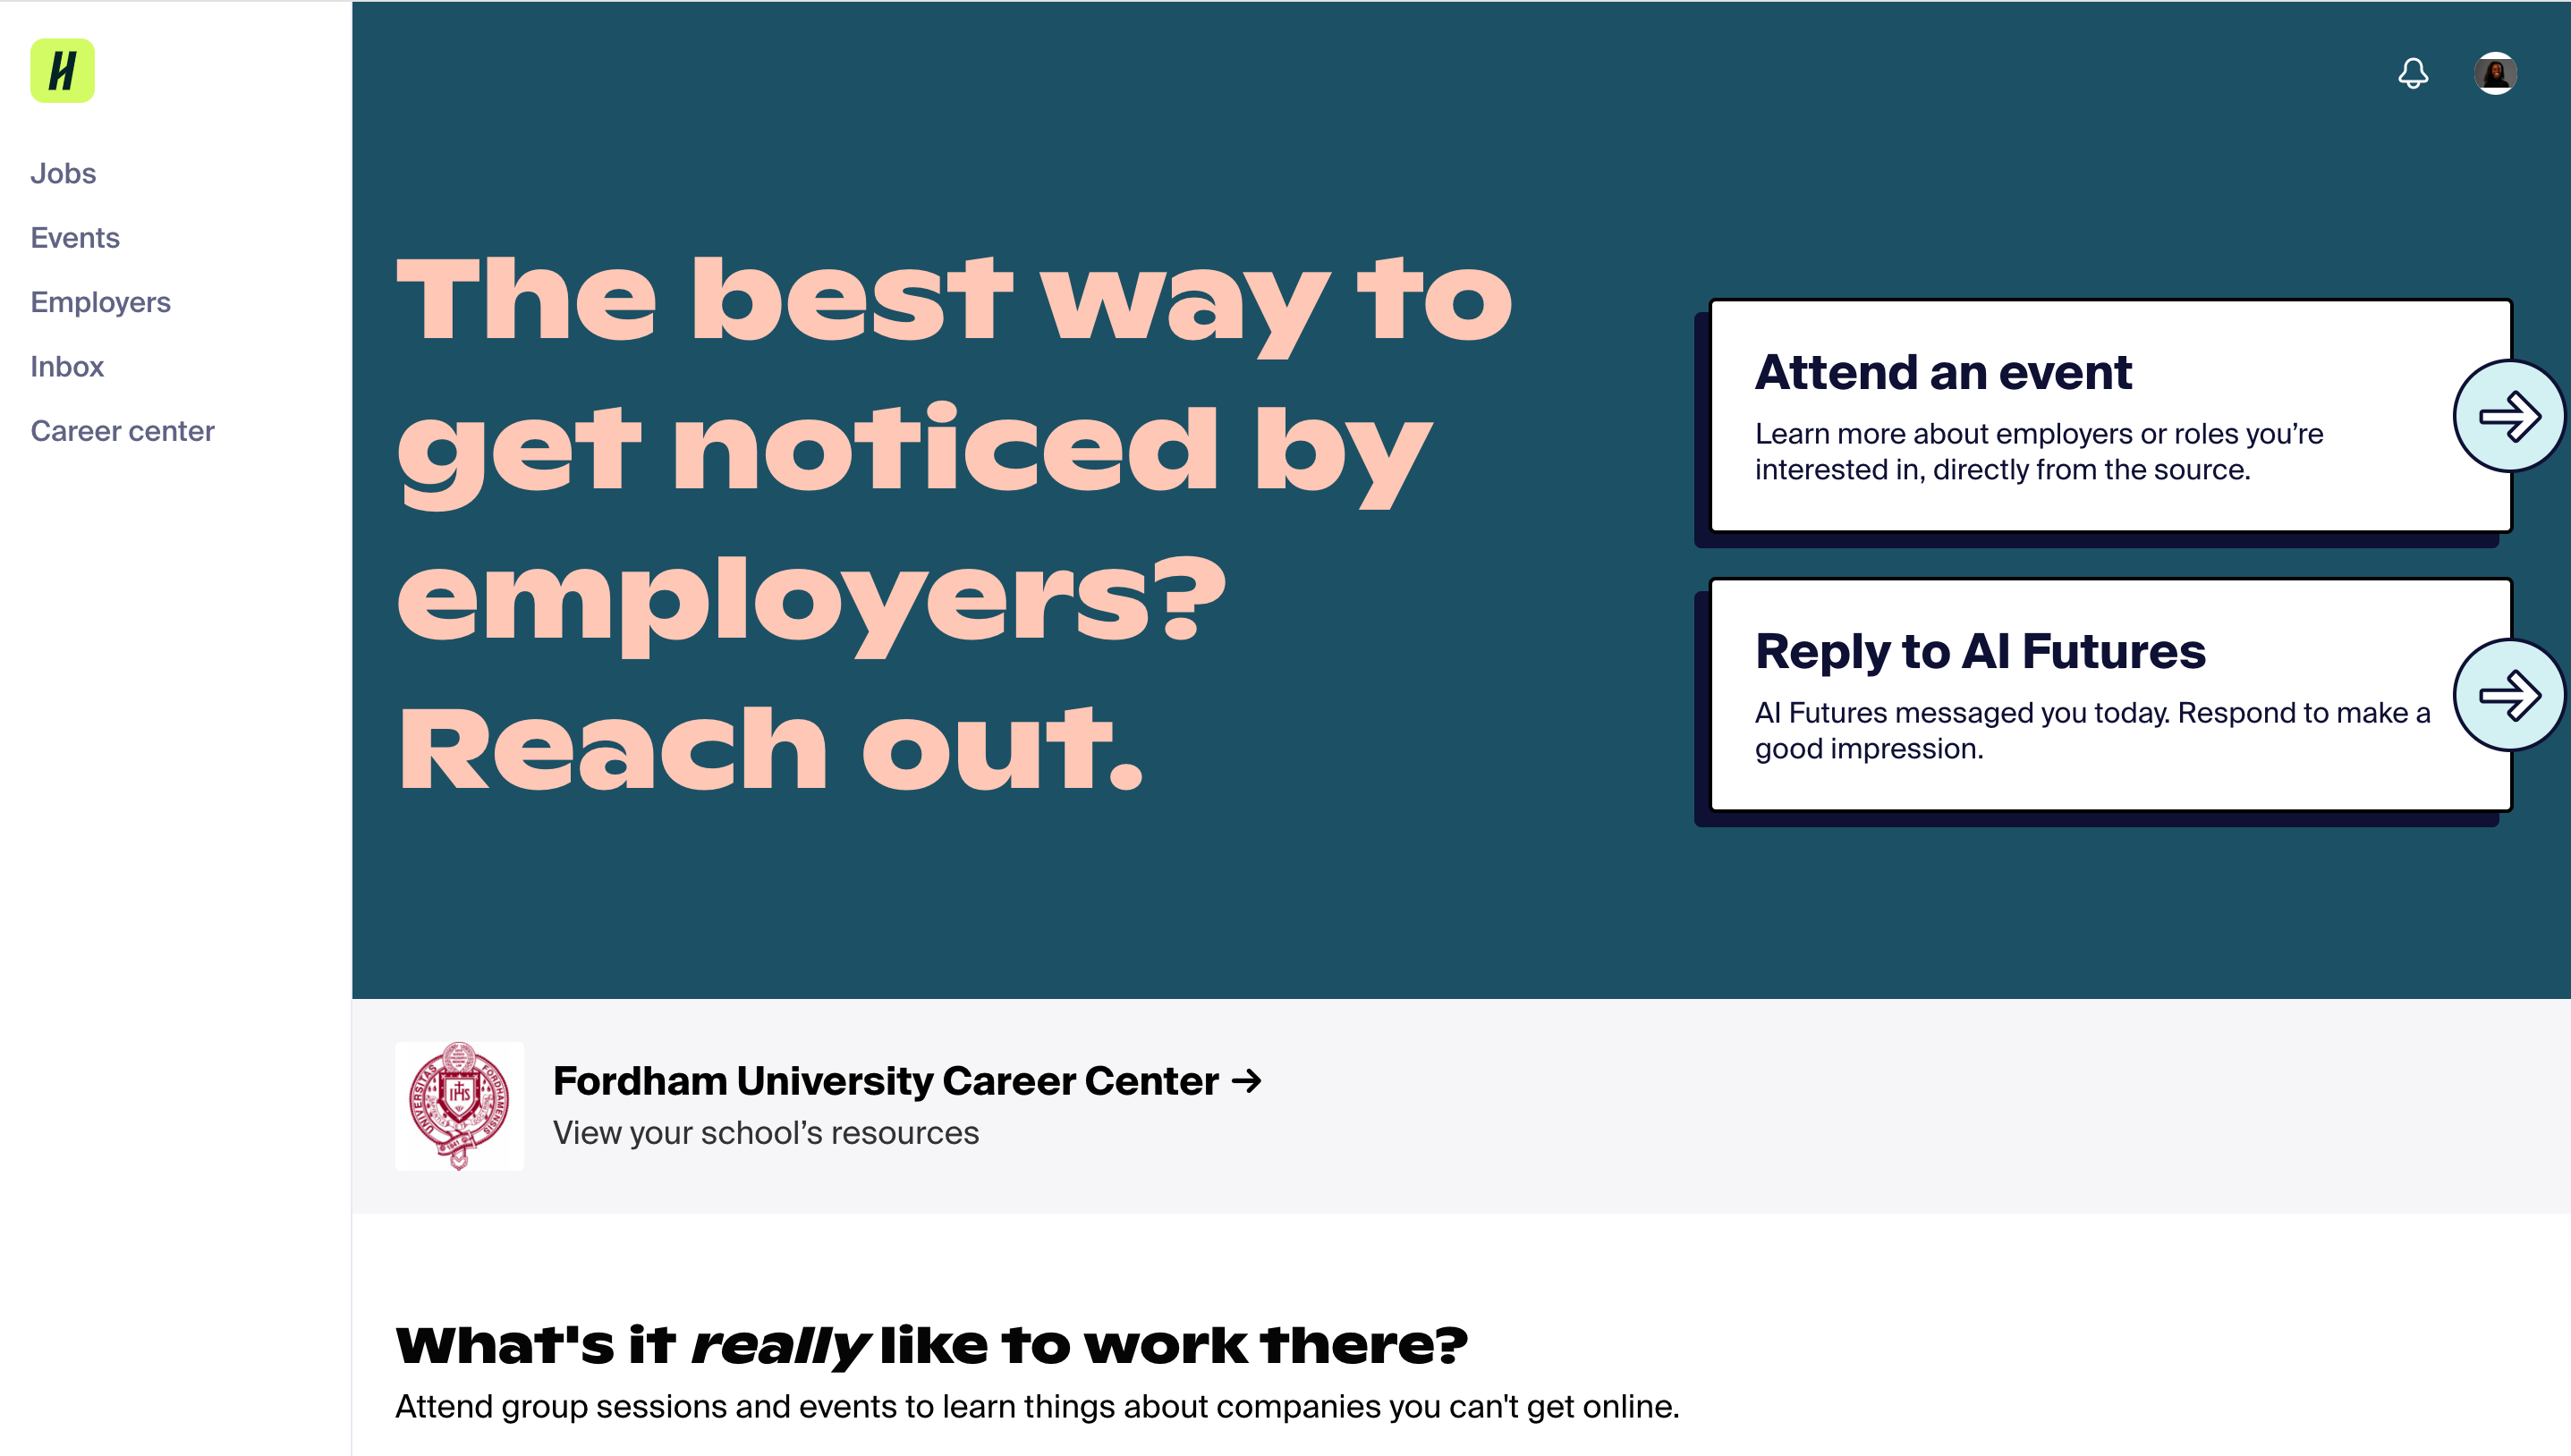 H
Jobs
Events
Employers
Inbox
Career center
The best way to
get noticed by
employers?
Reach out.
Attend an event
Learn more about employers or roles you’re
interested in, directly from the source.
Reply to AI Futures
AI Futures messaged you today. Respond to make a
good impression.
UNIVERSITAS
FORDHAMENSIS
IHS
1841
Fordham University Career Center →
View your school’s resources
What's it really like to work there?
Attend group sessions and events to learn things about companies you can't get online.